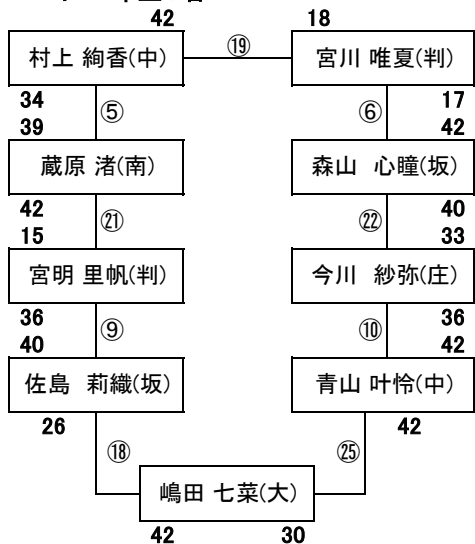 42 18
村上 絢香(中) ⑲ 宮川 唯夏(判)
34 ⑤ ⑥ 17
39 42
蔵原 渚(南) 森山 心瞳(坂)
42 ㉑ ㉒ 40
15 33
宮明 里帆(判) 今川 紗弥(庄)
36 ⑨ ⑩ 36
40 42
佐島 莉織(坂) 青山 叶怜(中)
26 42
⑱ ㉕
嶋田 七菜(大)
42 30